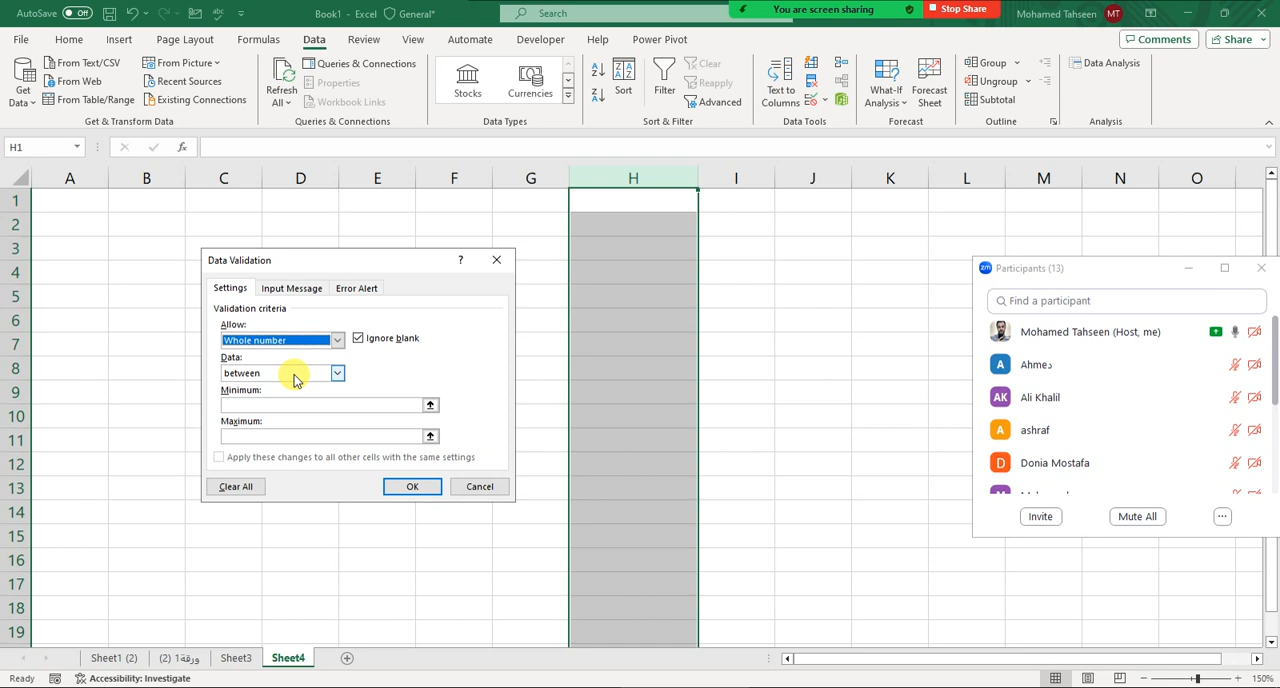 AutoSave Off Book1 - Excel General* Search You are screen sharing Stop Share Mohamed Tahseen MT
File Home Insert Page Layout Formulas Data Review View Automate Developer Help Power Pivot Comments Share
Get Data
From Text/CSV
From Web
From Table/Range
From Picture
Recent Sources
Existing Connections
Get & Transform Data
Refresh All
Queries & Connections
Properties
Workbook Links
Queries & Connections
Stocks
Currencies
Data Types
Sort
Filter
Clear
Reapply
Advanced
Sort & Filter
Text to Columns
Data Tools
What-If Analysis
Forecast Sheet
Forecast
Group
Ungroup
Subtotal
Outline
Data Analysis
Analysis
H1 fx
A B C D E F G H I J K L M N O
1
2
3
4
5
6
7
8
9
10
11
12
13
14
15
16
17
18
19
Data Validation ?
Settings Input Message Error Alert
Validation criteria
Allow:
Whole number Ignore blank
Data:
between
Minimum:
Maximum:
Apply these changes to all other cells with the same settings
Clear All OK Cancel
zm Participants (13)
Find a participant
Mohamed Tahseen (Host, me)
A Ahmeد
AK Ali Khalil
A ashraf
D Donia Mostafa
Invite Mute All ...
Sheet1 (2) ورقة1 (2) Sheet3 Sheet4
Ready Accessibility: Investigate 150%